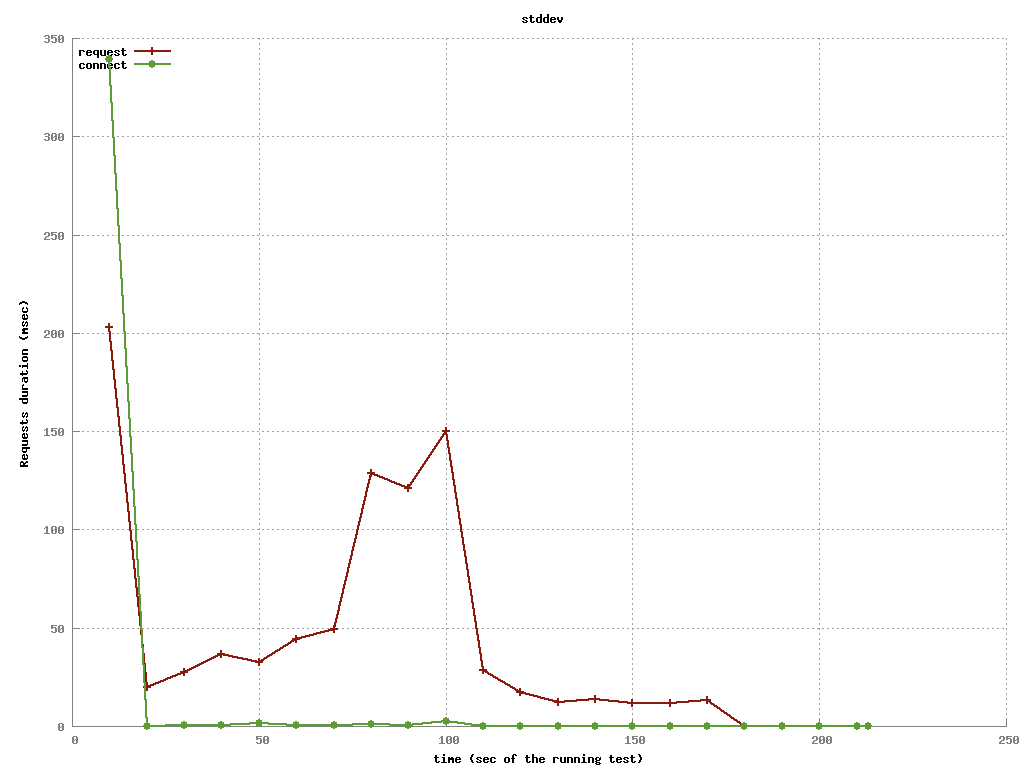 stddev
350
request
connect
300
250
200
150
100
50
0
Requests duration (msec)
0 50 100 150 200 250
time (sec of the running test)